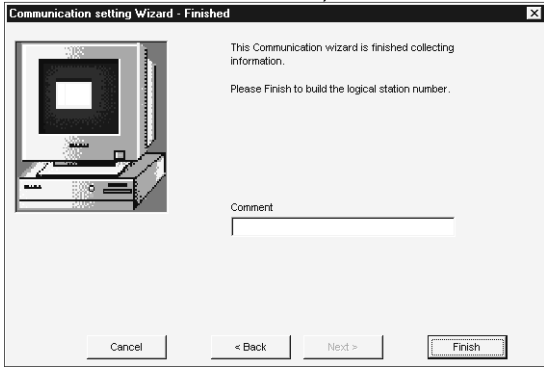 Communication setting Wizard - Finished
This Communication wizard is finished collecting
information.
Please Finish to build the logical station number.
Comment
Cancel
< Back
Next >
Finish